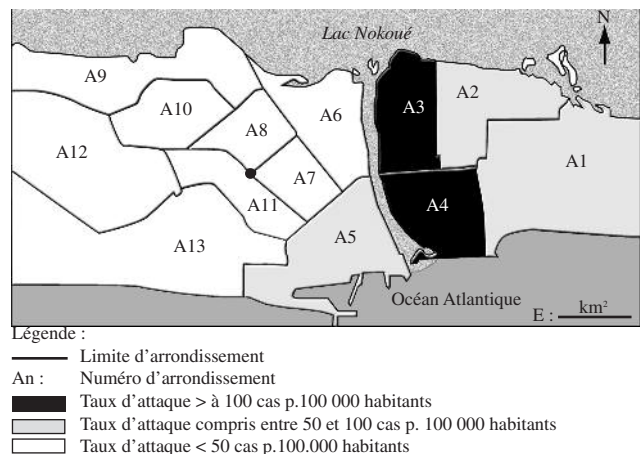 Lac Nokoué
N
A9
A10
A6
A3
A2
A8
A12
A1
A7
A11
A4
A5
A13
Océan Atlantique
E : km²
Légende :
Limite d'arrondissement
An : Numéro d'arrondissement
Taux d'attaque > à 100 cas p.100 000 habitants
Taux d'attaque compris entre 50 et 100 cas p. 100 000 habitants
Taux d'attaque < 50 cas p.100.000 habitants